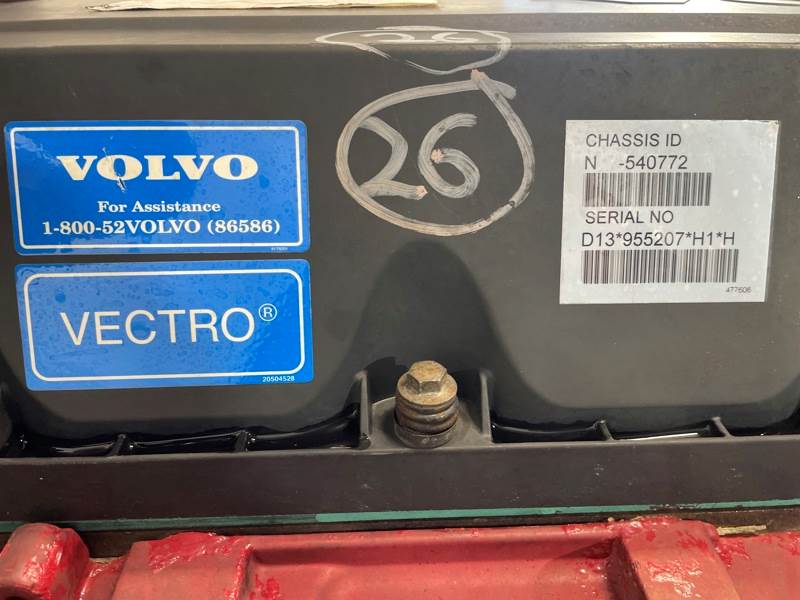 26
VOLVO
For Assistance
1-800-52VOLVO (86586)
VECTRO®
20504528
26
CHASSIS ID
N -540772
SERIAL NO
D13*955207*H1*H
477606